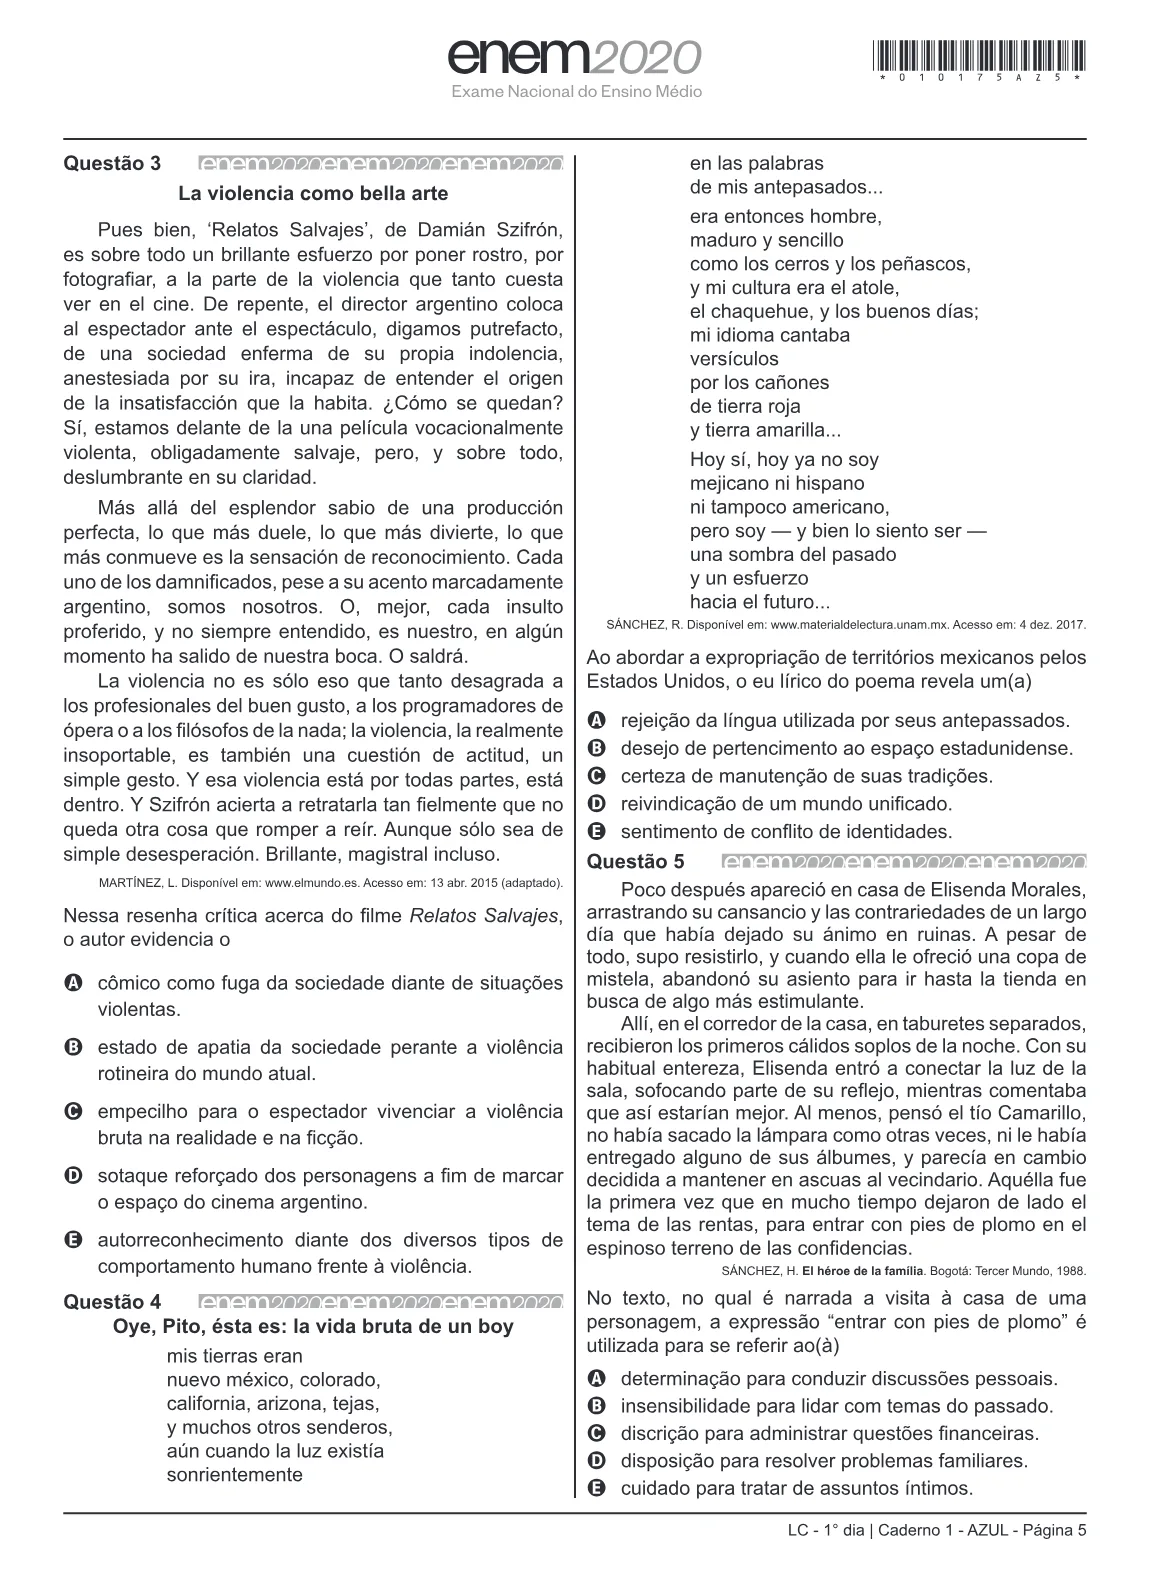 enem2020
Exame Nacional do Ensino Médio
*010175AZ5*
Questão 3 enem2020enem2020enem2020
La violencia como bella arte
Pues bien, ‘Relatos Salvajes’, de Damián Szifrón,
es sobre todo un brillante esfuerzo por poner rostro, por
fotografiar, a la parte de la violencia que tanto cuesta
ver en el cine. De repente, el director argentino coloca
al espectador ante el espectáculo, digamos putrefacto,
de una sociedad enferma de su propia indolencia,
anestesiada por su ira, incapaz de entender el origen
de la insatisfacción que la habita. ¿Cómo se quedan?
Sí, estamos delante de la una película vocacionalmente
violenta, obligadamente salvaje, pero, y sobre todo,
deslumbrante en su claridad.
Más allá del esplendor sabio de una producción
perfecta, lo que más duele, lo que más divierte, lo que
más conmueve es la sensación de reconocimiento. Cada
uno de los damnificados, pese a su acento marcadamente
argentino, somos nosotros. O, mejor, cada insulto
proferido, y no siempre entendido, es nuestro, en algún
momento ha salido de nuestra boca. O saldrá.
La violencia no es sólo eso que tanto desagrada a
los profesionales del buen gusto, a los programadores de
ópera o a los filósofos de la nada; la violencia, la realmente
insoportable, es también una cuestión de actitud, un
simple gesto. Y esa violencia está por todas partes, está
dentro. Y Szifrón acierta a retratarla tan fielmente que no
queda otra cosa que romper a reír. Aunque sólo sea de
simple desesperación. Brillante, magistral incluso.
MARTÍNEZ, L. Disponível em: www.elmundo.es. Acesso em: 13 abr. 2015 (adaptado).
Nessa resenha crítica acerca do filme Relatos Salvajes,
o autor evidencia o
A cômico como fuga da sociedade diante de situações
violentas.
B estado de apatia da sociedade perante a violência
rotineira do mundo atual.
C empecilho para o espectador vivenciar a violência
bruta na realidade e na ficção.
D sotaque reforçado dos personagens a fim de marcar
o espaço do cinema argentino.
E autorreconhecimento diante dos diversos tipos de
comportamento humano frente à violência.
Questão 4 enem2020enem2020enem2020
Oye, Pito, ésta es: la vida bruta de un boy
mis tierras eran
nuevo méxico, colorado,
california, arizona, tejas,
y muchos otros senderos,
aún cuando la luz existía
sonrientemente
en las palabras
de mis antepasados...
era entonces hombre,
maduro y sencillo
como los cerros y los peñascos,
y mi cultura era el atole,
el chaquehue, y los buenos días;
mi idioma cantaba
versículos
por los cañones
de tierra roja
y tierra amarilla...
Hoy sí, hoy ya no soy
mejicano ni hispano
ni tampoco americano,
pero soy — y bien lo siento ser —
una sombra del pasado
y un esfuerzo
hacia el futuro...
SÁNCHEZ, R. Disponível em: www.materialdelectura.unam.mx. Acesso em: 4 dez. 2017.
Ao abordar a expropriação de territórios mexicanos pelos
Estados Unidos, o eu lírico do poema revela um(a)
A rejeição da língua utilizada por seus antepassados.
B desejo de pertencimento ao espaço estadunidense.
C certeza de manutenção de suas tradições.
D reivindicação de um mundo unificado.
E sentimento de conflito de identidades.
Questão 5 enem2020enem2020enem2020
Poco después apareció en casa de Elisenda Morales,
arrastrando su cansancio y las contrariedades de un largo
día que había dejado su ánimo en ruinas. A pesar de
todo, supo resistirlo, y cuando ella le ofreció una copa de
mistela, abandonó su asiento para ir hasta la tienda en
busca de algo más estimulante.
Allí, en el corredor de la casa, en taburetes separados,
recibieron los primeros cálidos soplos de la noche. Con su
habitual entereza, Elisenda entró a conectar la luz de la
sala, sofocando parte de su reflejo, mientras comentaba
que así estarían mejor. Al menos, pensó el tío Camarillo,
no había sacado la lámpara como otras veces, ni le había
entregado alguno de sus álbumes, y parecía en cambio
decidida a mantener en ascuas al vecindario. Aquélla fue
la primera vez que en mucho tiempo dejaron de lado el
tema de las rentas, para entrar con pies de plomo en el
espinoso terreno de las confidencias.
SÁNCHEZ, H. El héroe de la família. Bogotá: Tercer Mundo, 1988.
No texto, no qual é narrada a visita à casa de uma
personagem, a expressão “entrar con pies de plomo” é
utilizada para se referir ao(à)
A determinação para conduzir discussões pessoais.
B insensibilidade para lidar com temas do passado.
C discrição para administrar questões financeiras.
D disposição para resolver problemas familiares.
E cuidado para tratar de assuntos íntimos.
LC - 1° dia | Caderno 1 - AZUL - Página 5